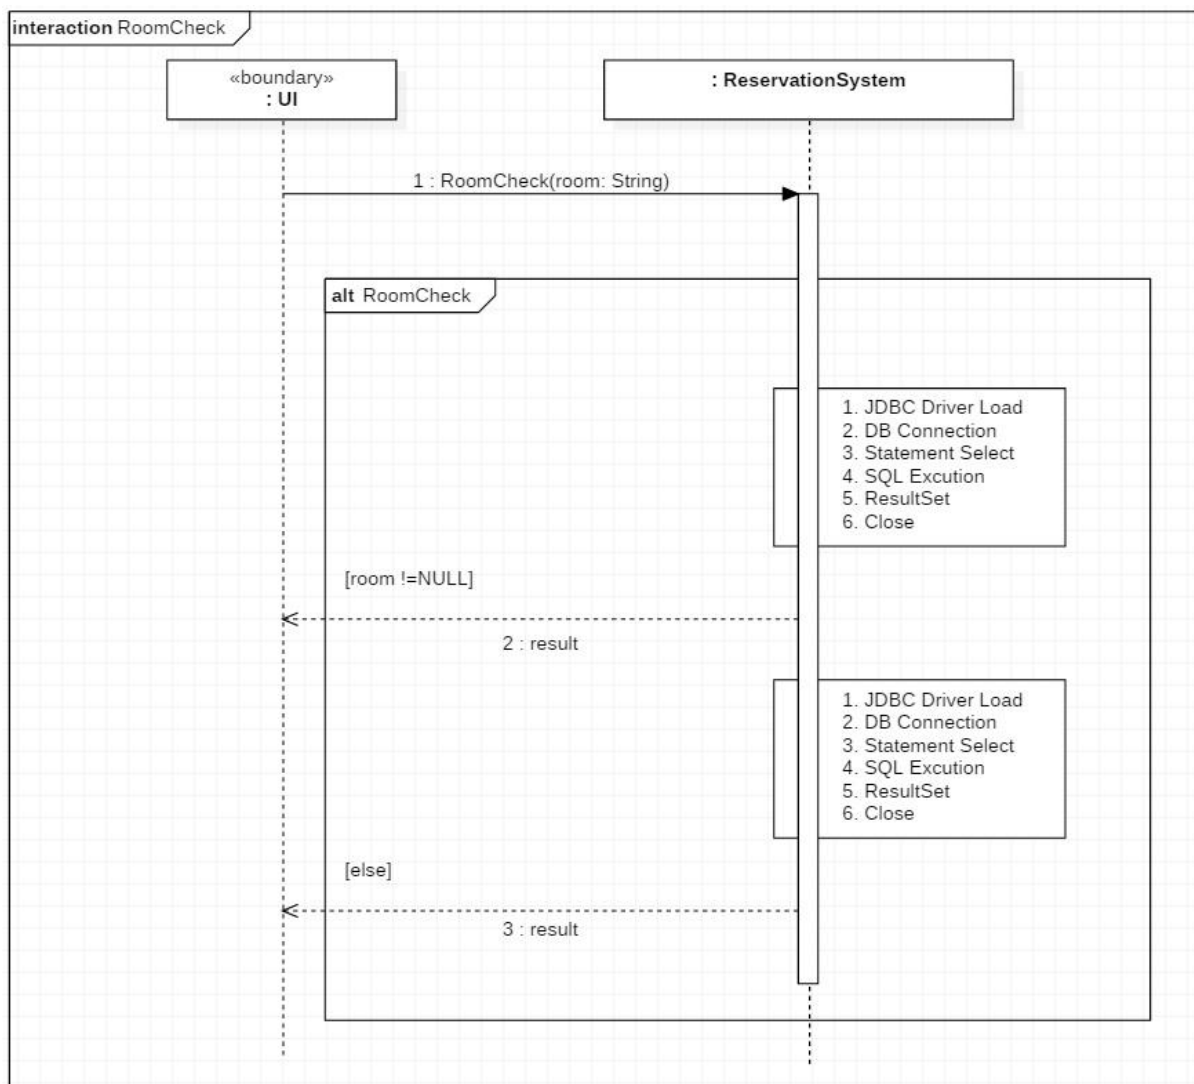 interaction RoomCheck
«boundary»
: UI
: ReservationSystem
1 : RoomCheck(room: String)
alt RoomCheck
1. JDBC Driver Load
2. DB Connection
3. Statement Select
4. SQL Excution
5. ResultSet
6. Close
[room !=NULL]
2 : result
1. JDBC Driver Load
2. DB Connection
3. Statement Select
4. SQL Excution
5. ResultSet
6. Close
[else]
3 : result